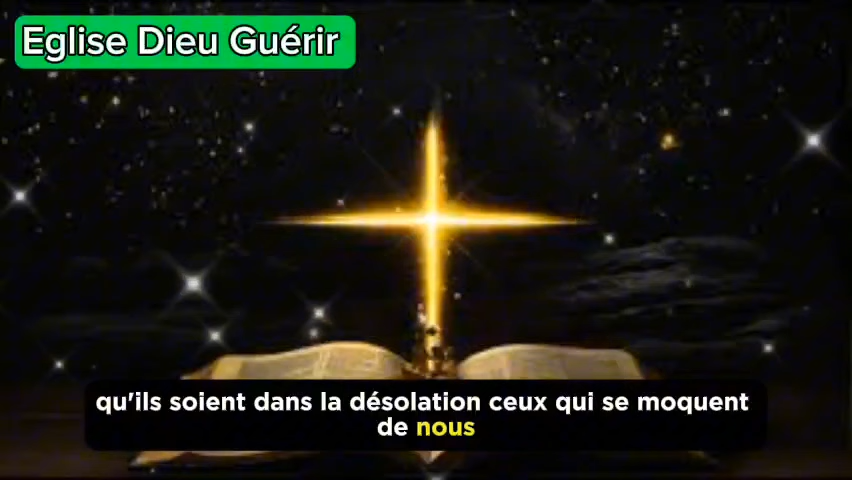 Eglise Dieu Guérir
qu'ils soient dans la désolation ceux qui se moquent
de nous